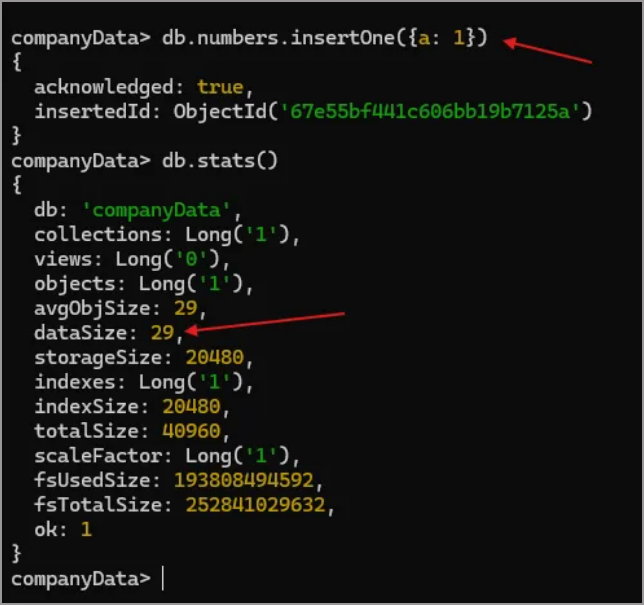 companyData> db.numbers.insertOne({a: 1})
{
  acknowledged: true,
  insertedId: ObjectId('67e55bf441c606bb19b7125a')
}
companyData> db.stats()
{
  db: 'companyData',
  collections: Long('1'),
  views: Long('0'),
  objects: Long('1'),
  avgObjSize: 29,
  dataSize: 29,
  storageSize: 20480,
  indexes: Long('1'),
  indexSize: 20480,
  totalSize: 40960,
  scaleFactor: Long('1'),
  fsUsedSize: 193808494592,
  fsTotalSize: 252841029632,
  ok: 1
}
companyData>